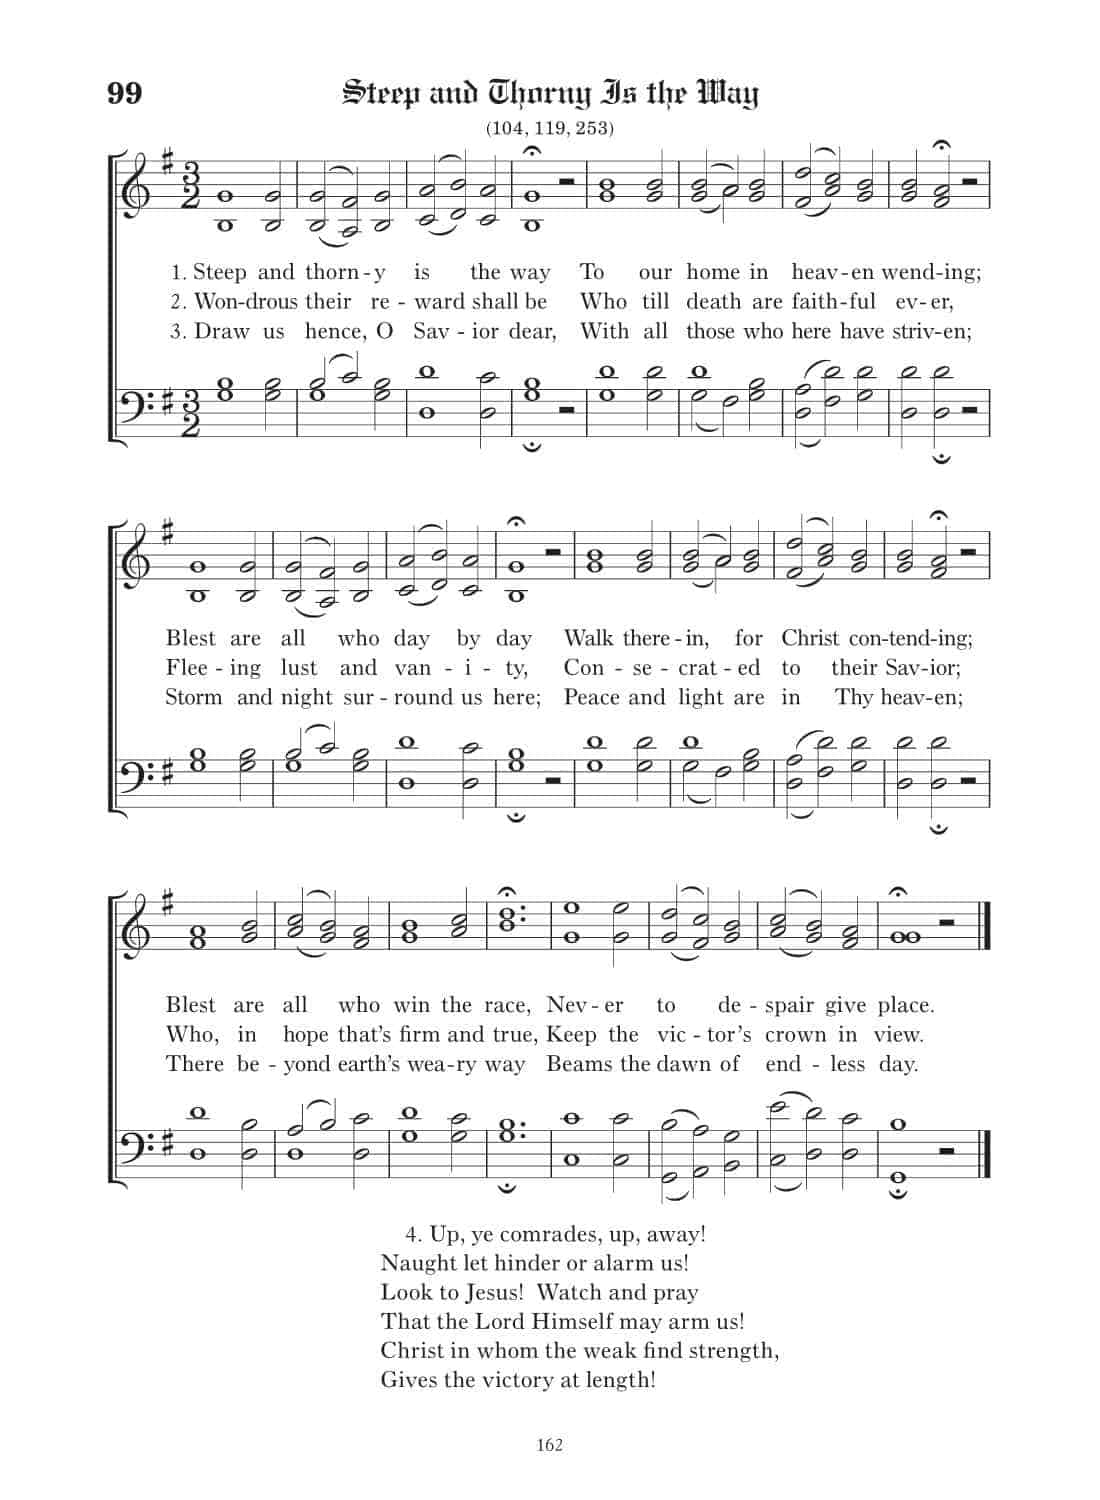 99
Steep and Thorny Is the Way
(104, 119, 253)
3
2
1. Steep and thorn-y is the way To our home in heav-en wend-ing;
2. Won-drous their re-ward shall be Who till death are faith-ful ev-er,
3. Draw us hence, O Sav-ior dear, With all those who here have striv-en;
3
2
Blest are all who day by day Walk there-in, for Christ con-tend-ing;
Flee-ing lust and van-i-ty, Con-se-crat-ed to their Sav-ior;
Storm and night sur-round us here; Peace and light are in Thy heav-en;
Blest are all who win the race, Nev-er to de-spair give place.
Who, in hope that's firm and true, Keep the vic-tor's crown in view.
There be-yond earth's wea-ry way Beams the dawn of end-less day.
4. Up, ye comrades, up, away!
Naught let hinder or alarm us!
Look to Jesus! Watch and pray
That the Lord Himself may arm us!
Christ in whom the weak find strength,
Gives the victory at length!
162